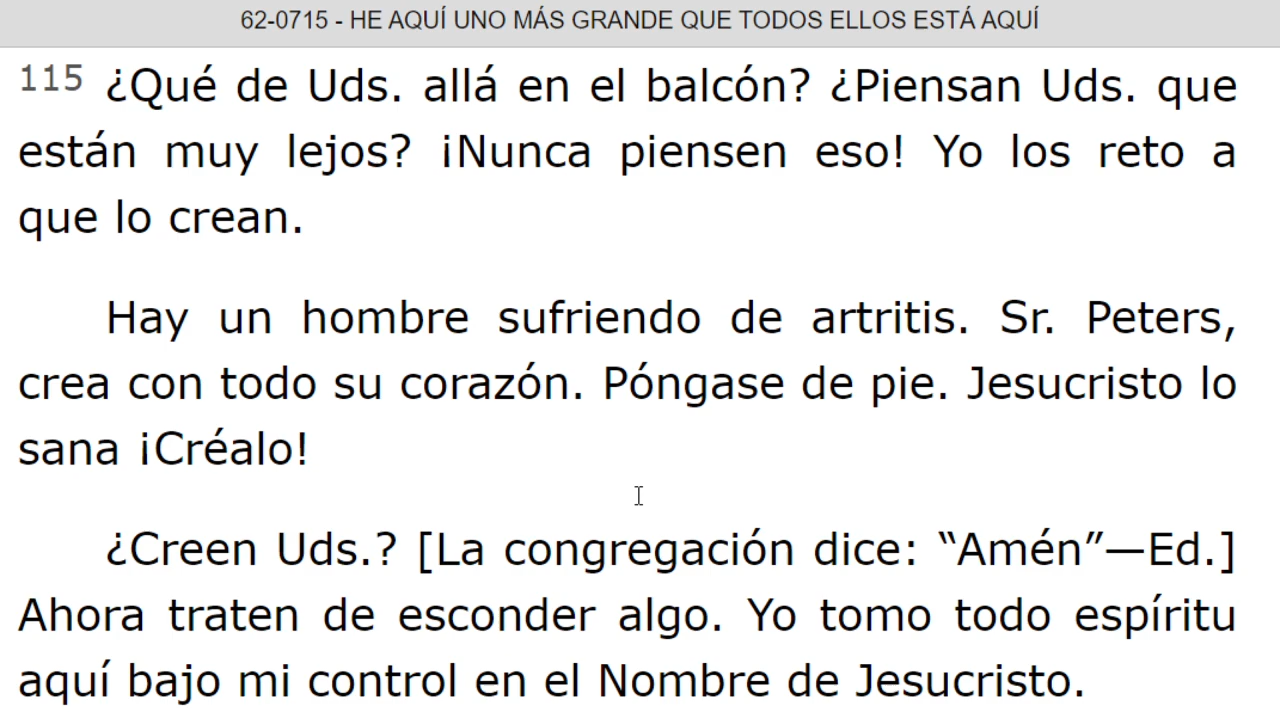 62-0715 - HE AQUÍ UNO MÁS GRANDE QUE TODOS ELLOS ESTÁ AQUÍ
115 ¿Qué de Uds. allá en el balcón? ¿Piensan Uds. que
están muy lejos? ¡Nunca piensen eso! Yo los reto a
que lo crean.
Hay un hombre sufriendo de artritis. Sr. Peters,
crea con todo su corazón. Póngase de pie. Jesucristo lo
sana ¡Créalo!
¿Creen Uds.? [La congregación dice: “Amén”—Ed.]
Ahora traten de esconder algo. Yo tomo todo espíritu
aquí bajo mi control en el Nombre de Jesucristo.